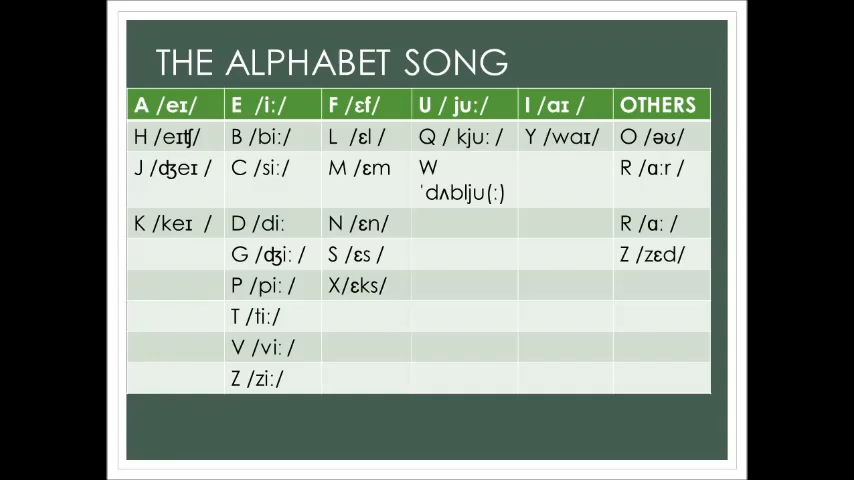 THE ALPHABET SONG
A /eɪ/ E /i:/ F /ɛf/ U / ju:/ I /aɪ / OTHERS
H /eɪʧ/ B /bi:/ L /ɛl / Q / kju: / Y /waɪ/ O /əʊ/
J /ʤeɪ / C /si:/ M /ɛm W R /ɑ:r /
ˈdʌblju(:)
K /keɪ / D /di: N /ɛn/ R /ɑ: /
G /ʤi: / S /ɛs / Z /zɛd/
P /pi: / X/ɛks/
T /ti:/
V /vi: /
Z /zi:/